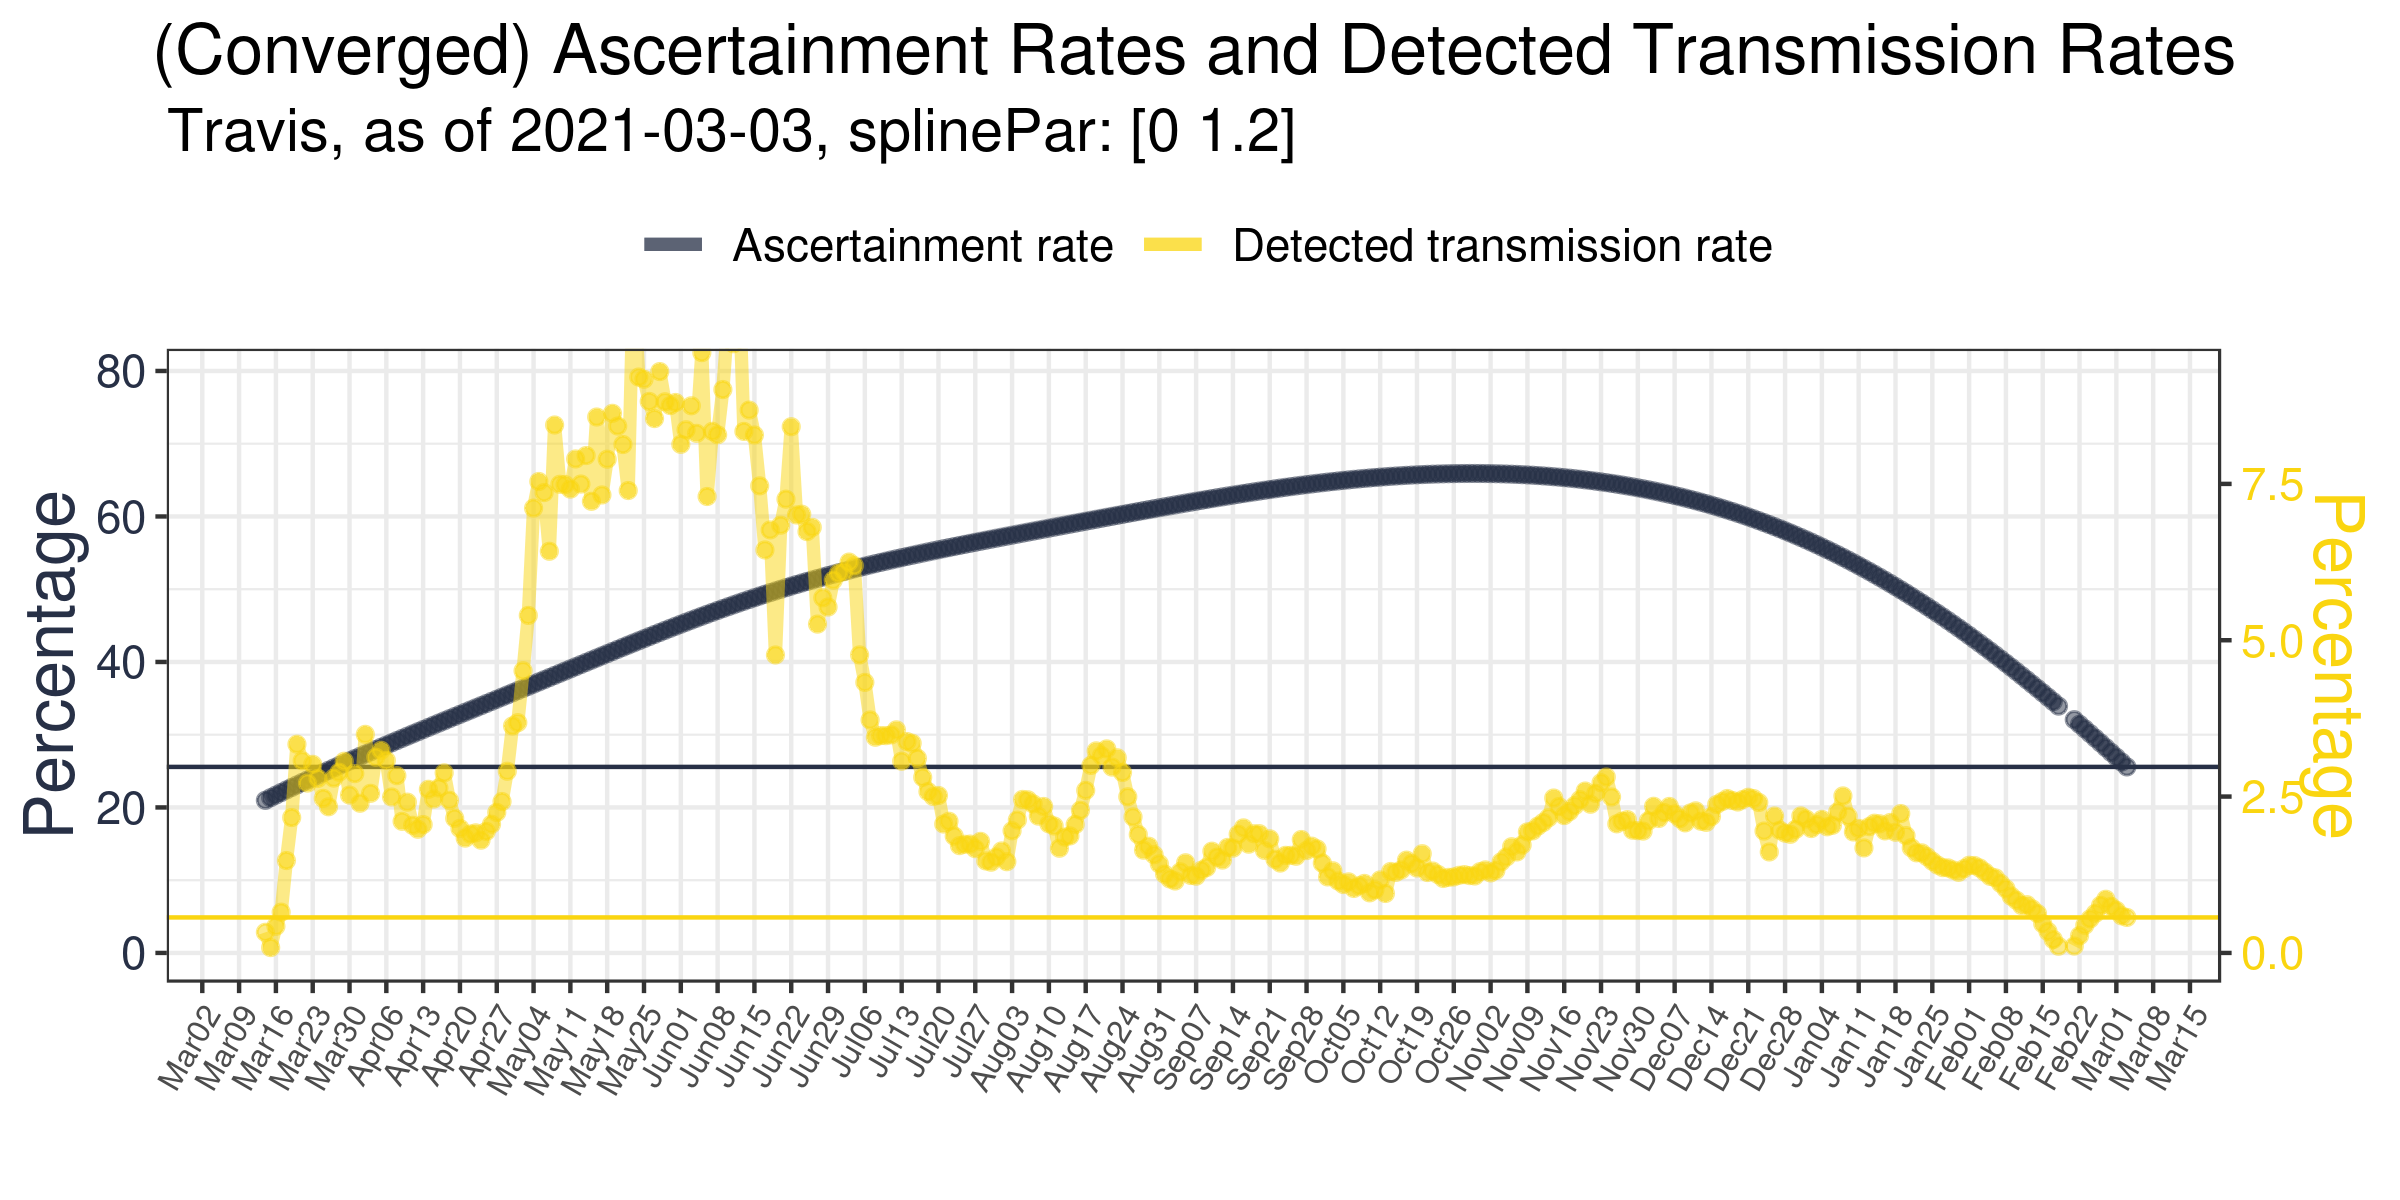 (Converged) Ascertainment Rates and Detected Transmission Rates
Travis, as of 2021-03-03, splinePar: [0 1.2]
Ascertainment rate Detected transmission rate
Percentage
80
60
40
20
0
7.5
5.0
2.5
0.0
Percentage
Mar02
Mar09
Mar16
Mar23
Mar30
Apr06
Apr13
Apr20
Apr27
May04
May11
May18
May25
Jun01
Jun08
Jun15
Jun22
Jun29
Jul06
Jul13
Jul20
Jul27
Aug03
Aug10
Aug17
Aug24
Aug31
Sep07
Sep14
Sep21
Sep28
Oct05
Oct12
Oct19
Oct26
Nov02
Nov09
Nov16
Nov23
Nov30
Dec07
Dec14
Dec21
Dec28
Jan04
Jan11
Jan18
Jan25
Feb01
Feb08
Feb15
Feb22
Mar01
Mar08
Mar15